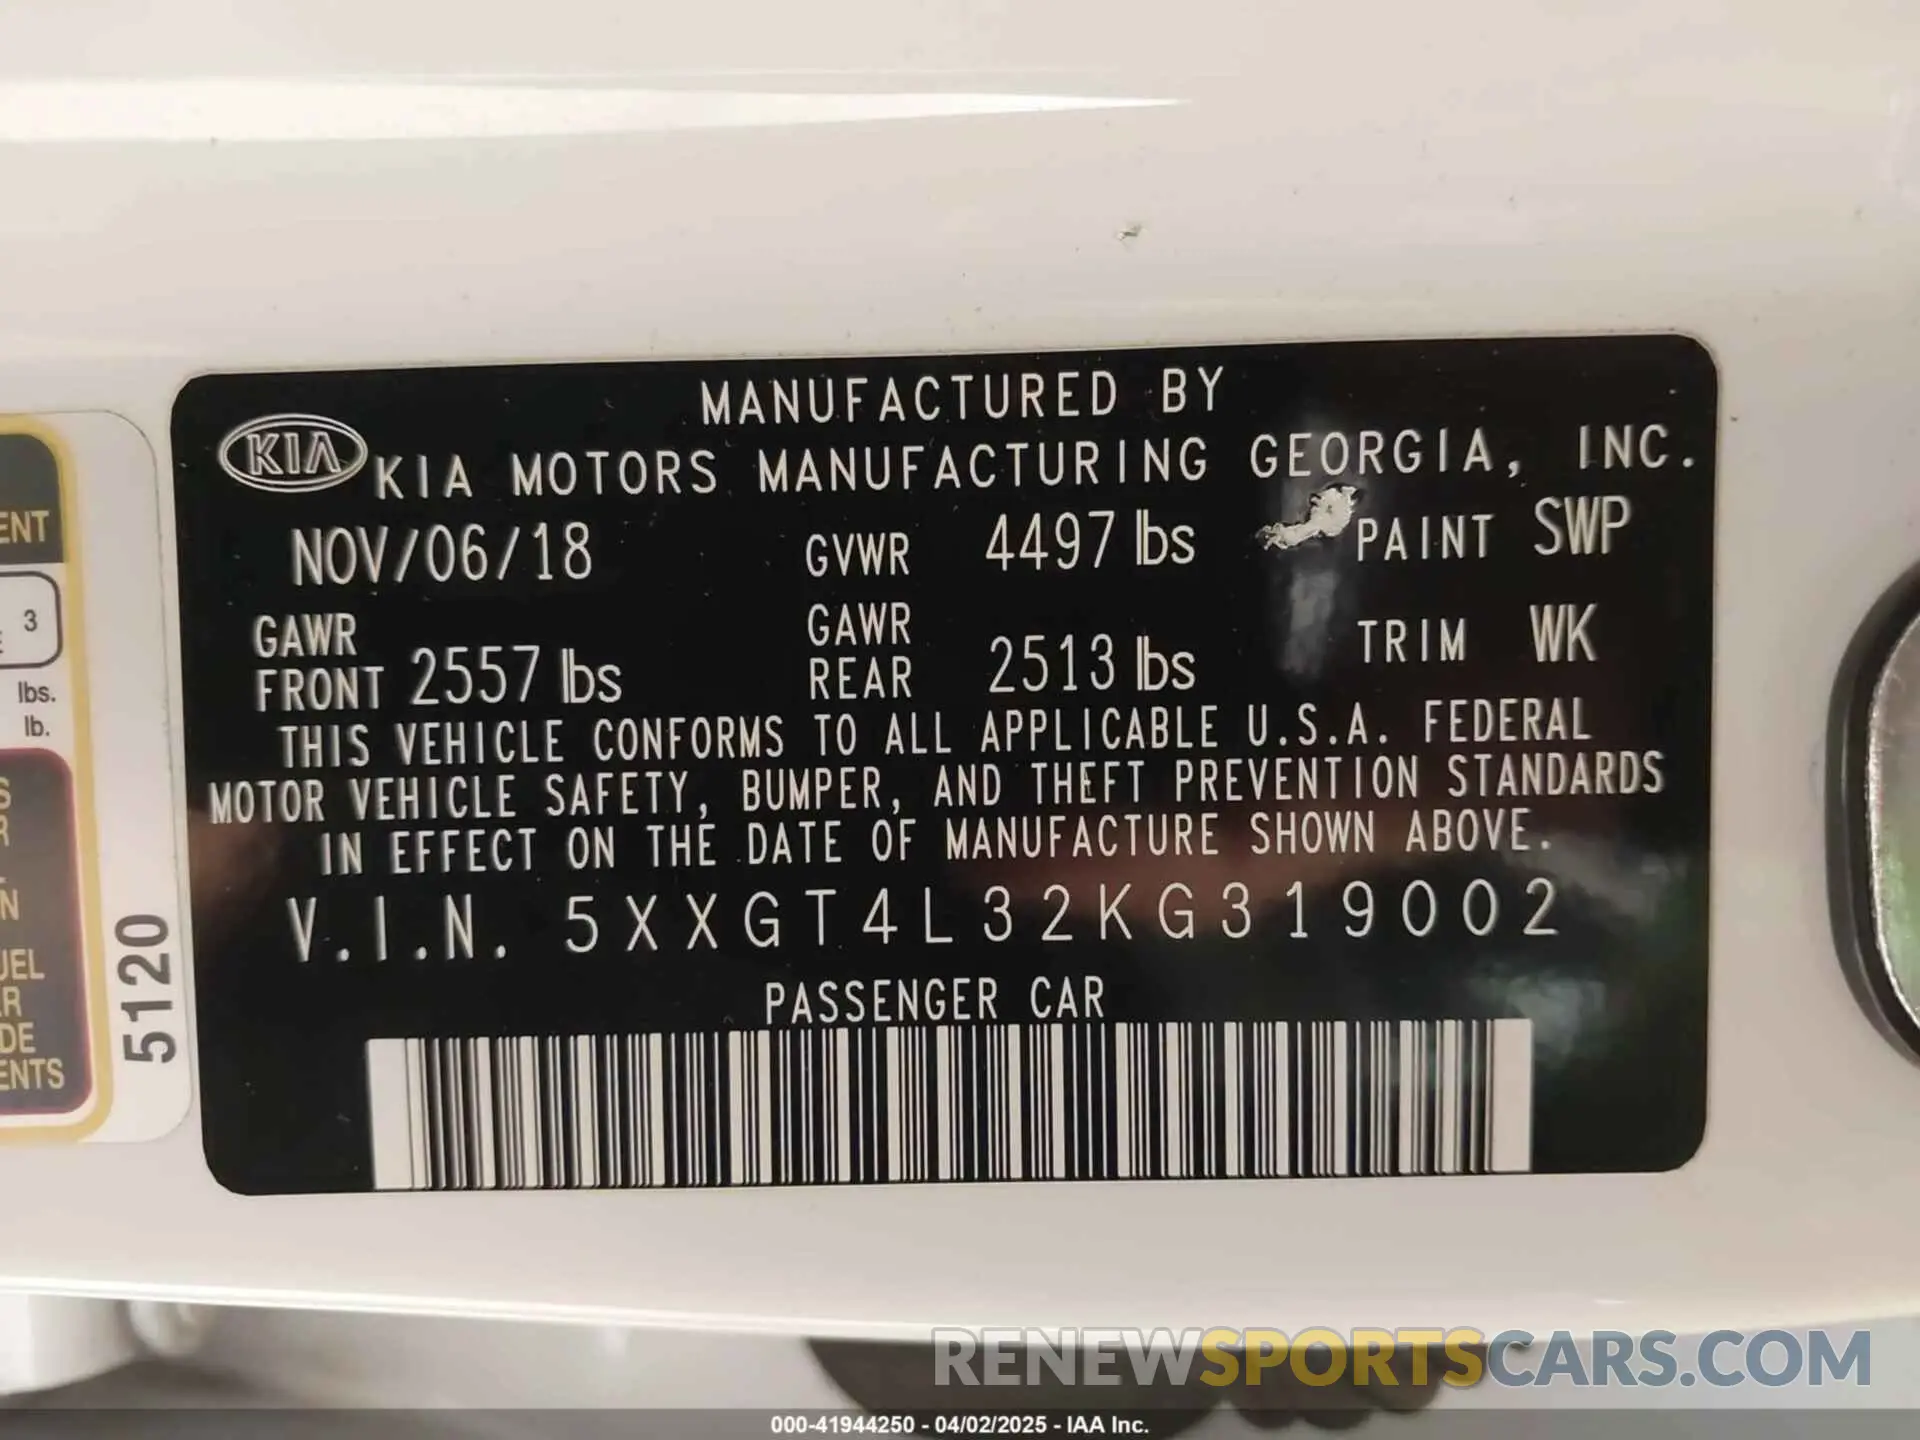 MANUFACTURED BY
KIA KIA MOTORS MANUFACTURING GEORGIA, INC.
NOV/06/18 GVWR 4497 lbs PAINT SWP
GAWR FRONT 2557 lbs GAWR REAR 2513 lbs TRIM WK
THIS VEHICLE CONFORMS TO ALL APPLICABLE U.S.A. FEDERAL
MOTOR VEHICLE SAFETY, BUMPER, AND THEFT PREVENTION STANDARDS
IN EFFECT ON THE DATE OF MANUFACTURE SHOWN ABOVE.
V.I.N. 5XXGT4L32KG319002
PASSENGER CAR
ENT
3
lbs.
lb.
5120
RENEWSPORTSCARS.COM
000-41944250 - 04/02/2025 - IAA Inc.